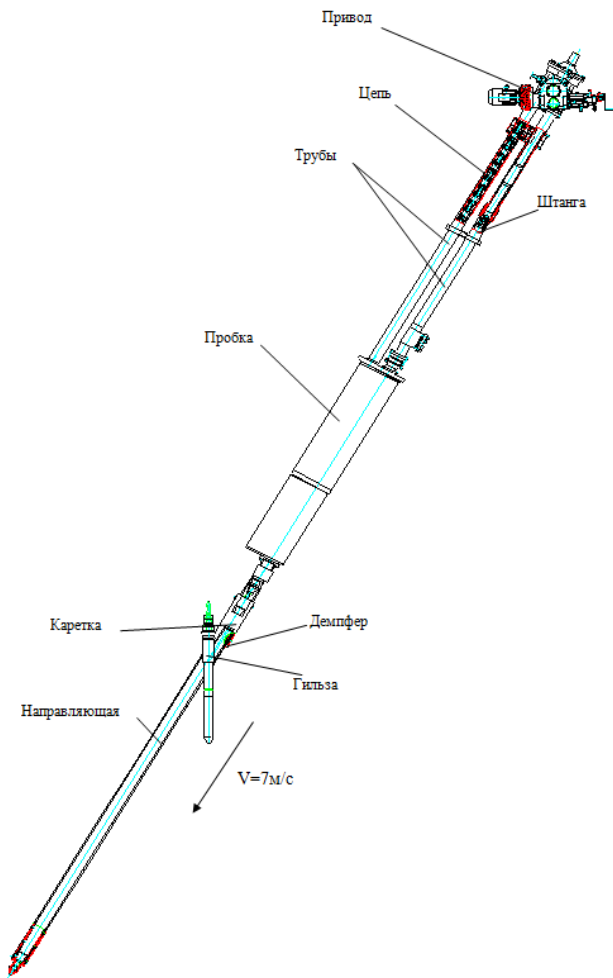 Привод
Цепь
Трубы
Штанга
Пробка
Каретка
Демпфер
Гильза
Направляющая
V=7м/с